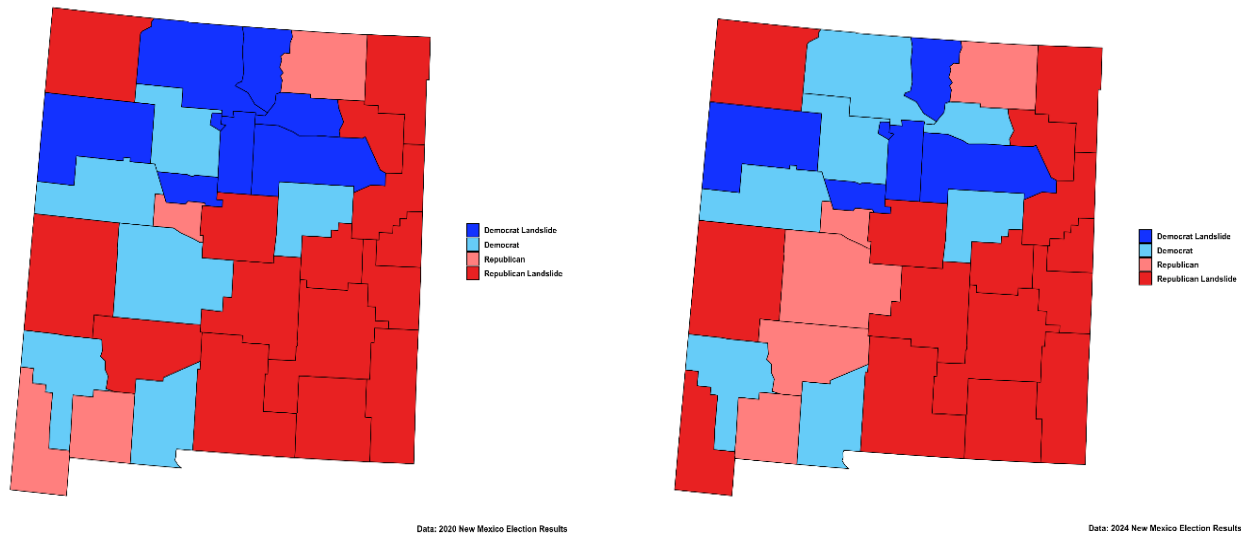 Democrat Landslide
Democrat
Republican
Republican Landslide
Data: 2020 New Mexico Election Results
Democrat Landslide
Democrat
Republican
Republican Landslide
Data: 2024 New Mexico Election Results